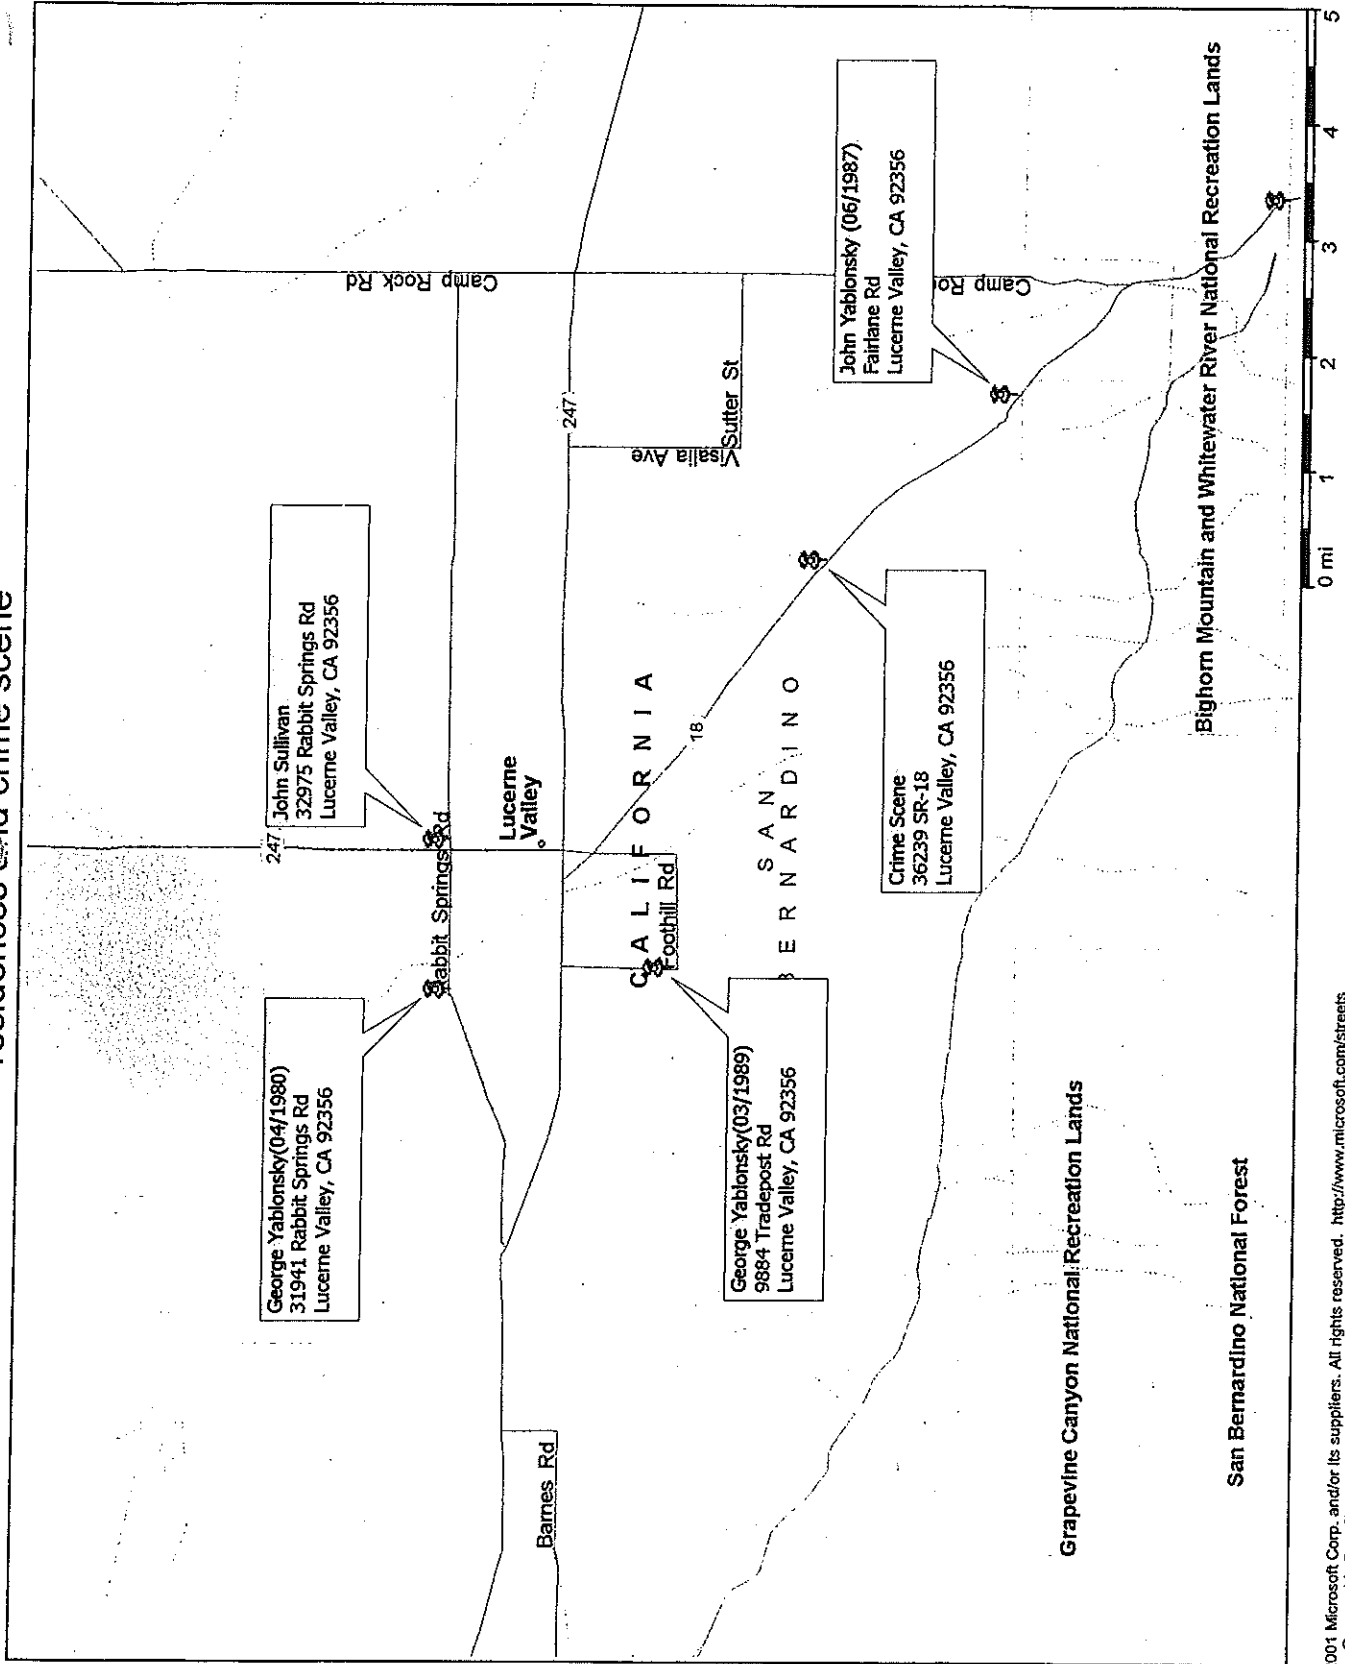 residences and crime scene
247
John Sullivan
32975 Rabbit Springs Rd
Lucerne Valley, CA 92356
George Yablonsky(04/1980)
31941 Rabbit Springs Rd
Lucerne Valley, CA 92356
Rabbit Springs Rd
Camp Rock Rd
Lucerne
Valley
247
Visalia Ave
Sutter St
CALIFORNIA
Foothill Rd
18
SAN
BERNARDINO
John Yablonsky (06/1987)
Fairlane Rd
Lucerne Valley, CA 92356
Camp Roc
George Yablonsky(03/1989)
9884 Tradepost Rd
Lucerne Valley, CA 92356
Crime Scene
36239 SR-18
Lucerne Valley, CA 92356
Barnes Rd
Bighorn Mountain and Whitewater River National Recreation Lands
Grapevine Canyon National Recreation Lands
San Bernardino National Forest
0 mi 1 2 3 4 5
001 Microsoft Corp. and/or its suppliers. All rights reserved. http://www.microsoft.com/streets